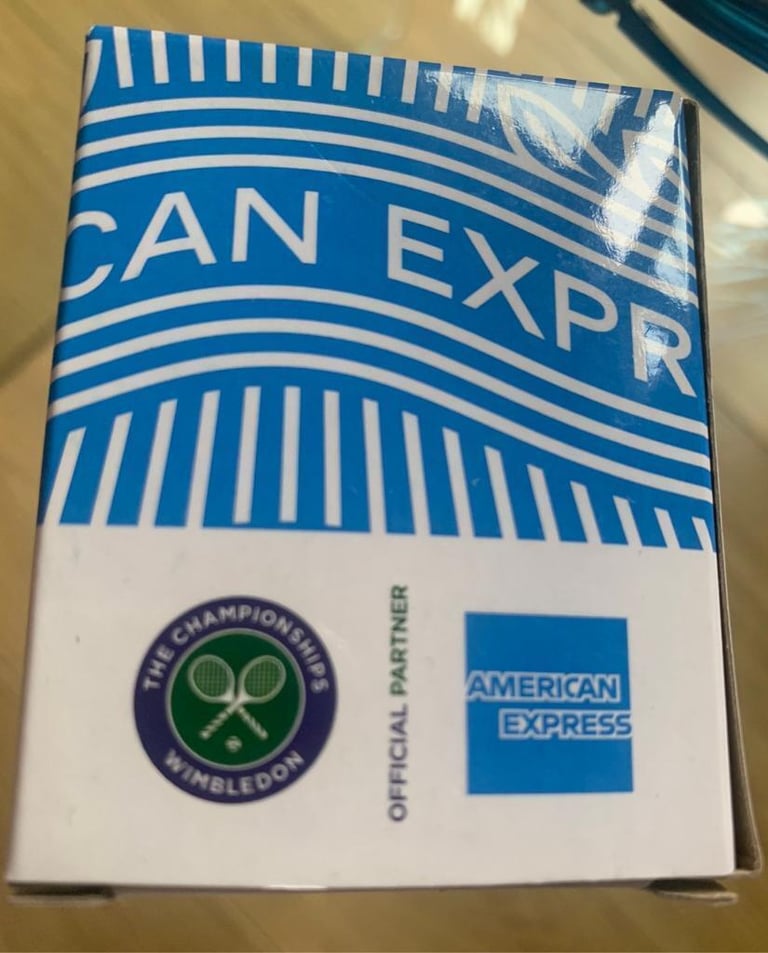 CAN EXPR
THE CHAMPIONSHIPS
WIMBLEDON
OFFICIAL PARTNER
AMERICAN
EXPRESS